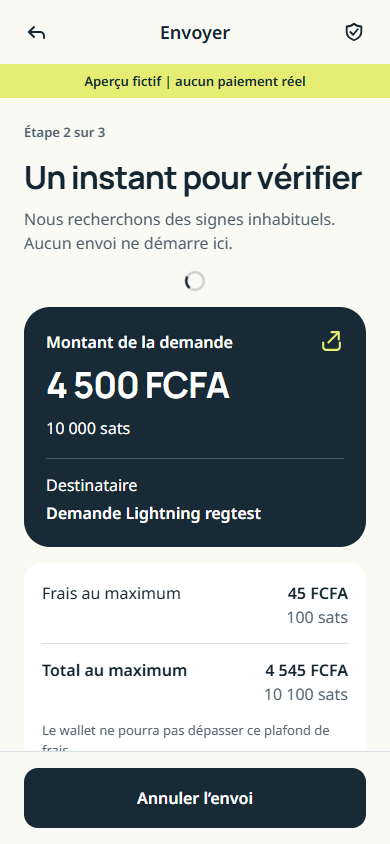 Envoyer
Aperçu fictif | aucun paiement réel
Étape 2 sur 3
Un instant pour vérifier
Nous recherchons des signes inhabituels.
Aucun envoi ne démarre ici.
Montant de la demande
4 500 FCFA
10 000 sats
Destinataire
Demande Lightning regtest
Frais au maximum 45 FCFA
100 sats
Total au maximum 4 545 FCFA
10 100 sats
Le wallet ne pourra pas dépasser ce plafond de
frais
Annuler l’envoi